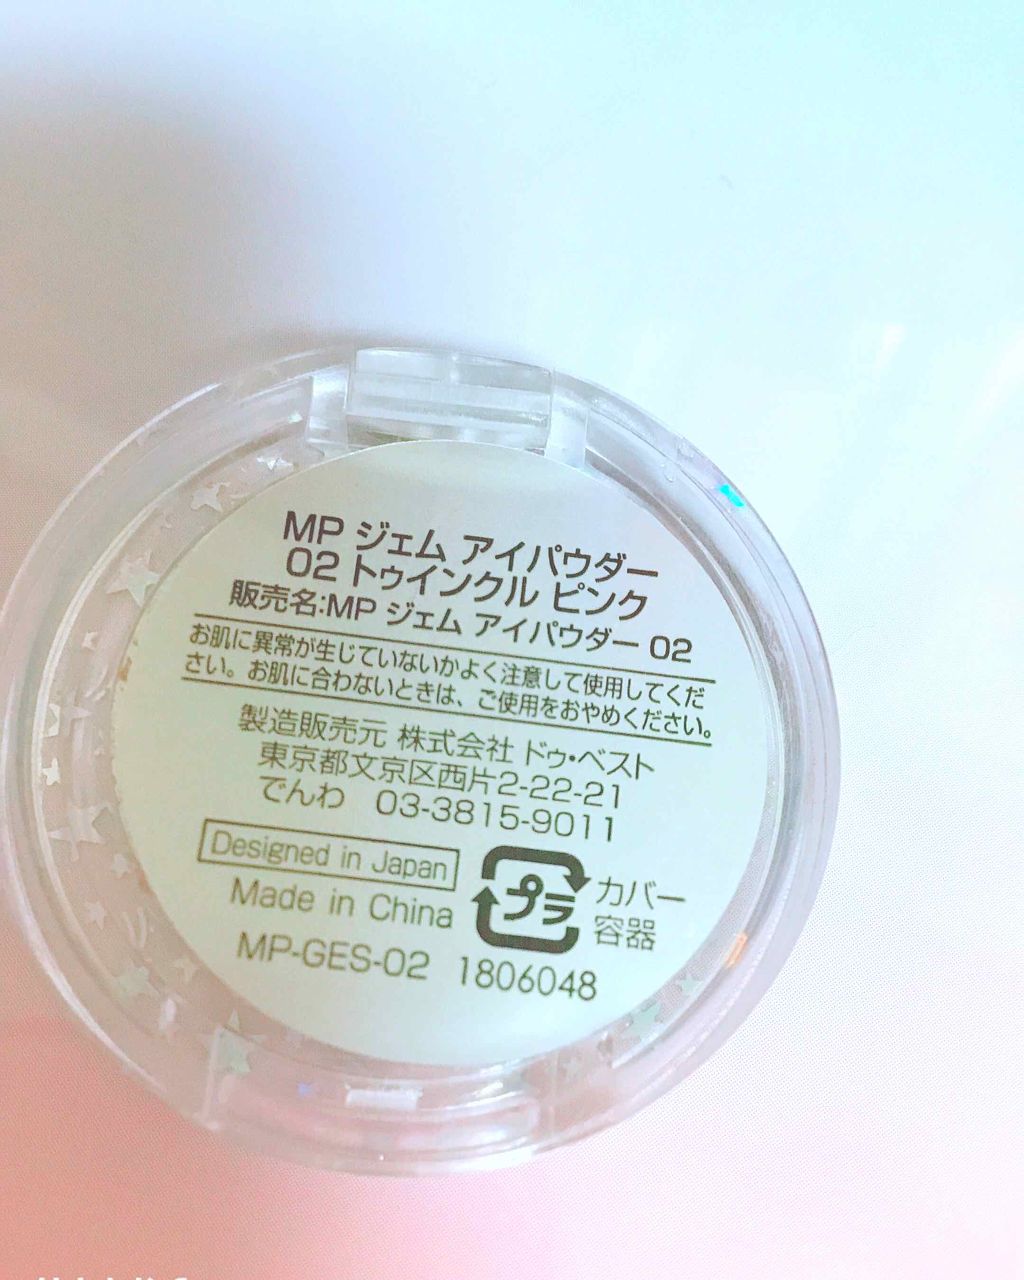 MP ジェム アイパウダー
02 トゥインクル ピンク
販売名:MP ジェム アイパウダー 02
お肌に異常が生じていないかよく注意して使用してくだ
さい。お肌に合わないときは、ご使用をおやめください。
製造販売元 株式会社 ドゥ・ベスト
東京都文京区西片2-22-21
でんわ 03-3815-9011
Designed in Japan
Made in China
プラ
カバー
容器
MP-GES-02 1806048